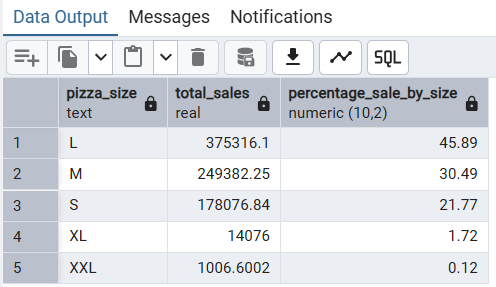 Data Output Messages Notifications
SQL
pizza_size total_sales percentage_sale_by_size
text real numeric (10,2)
1 L 375316.1 45.89
2 M 249382.25 30.49
3 S 178076.84 21.77
4 XL 14076 1.72
5 XXL 1006.6002 0.12